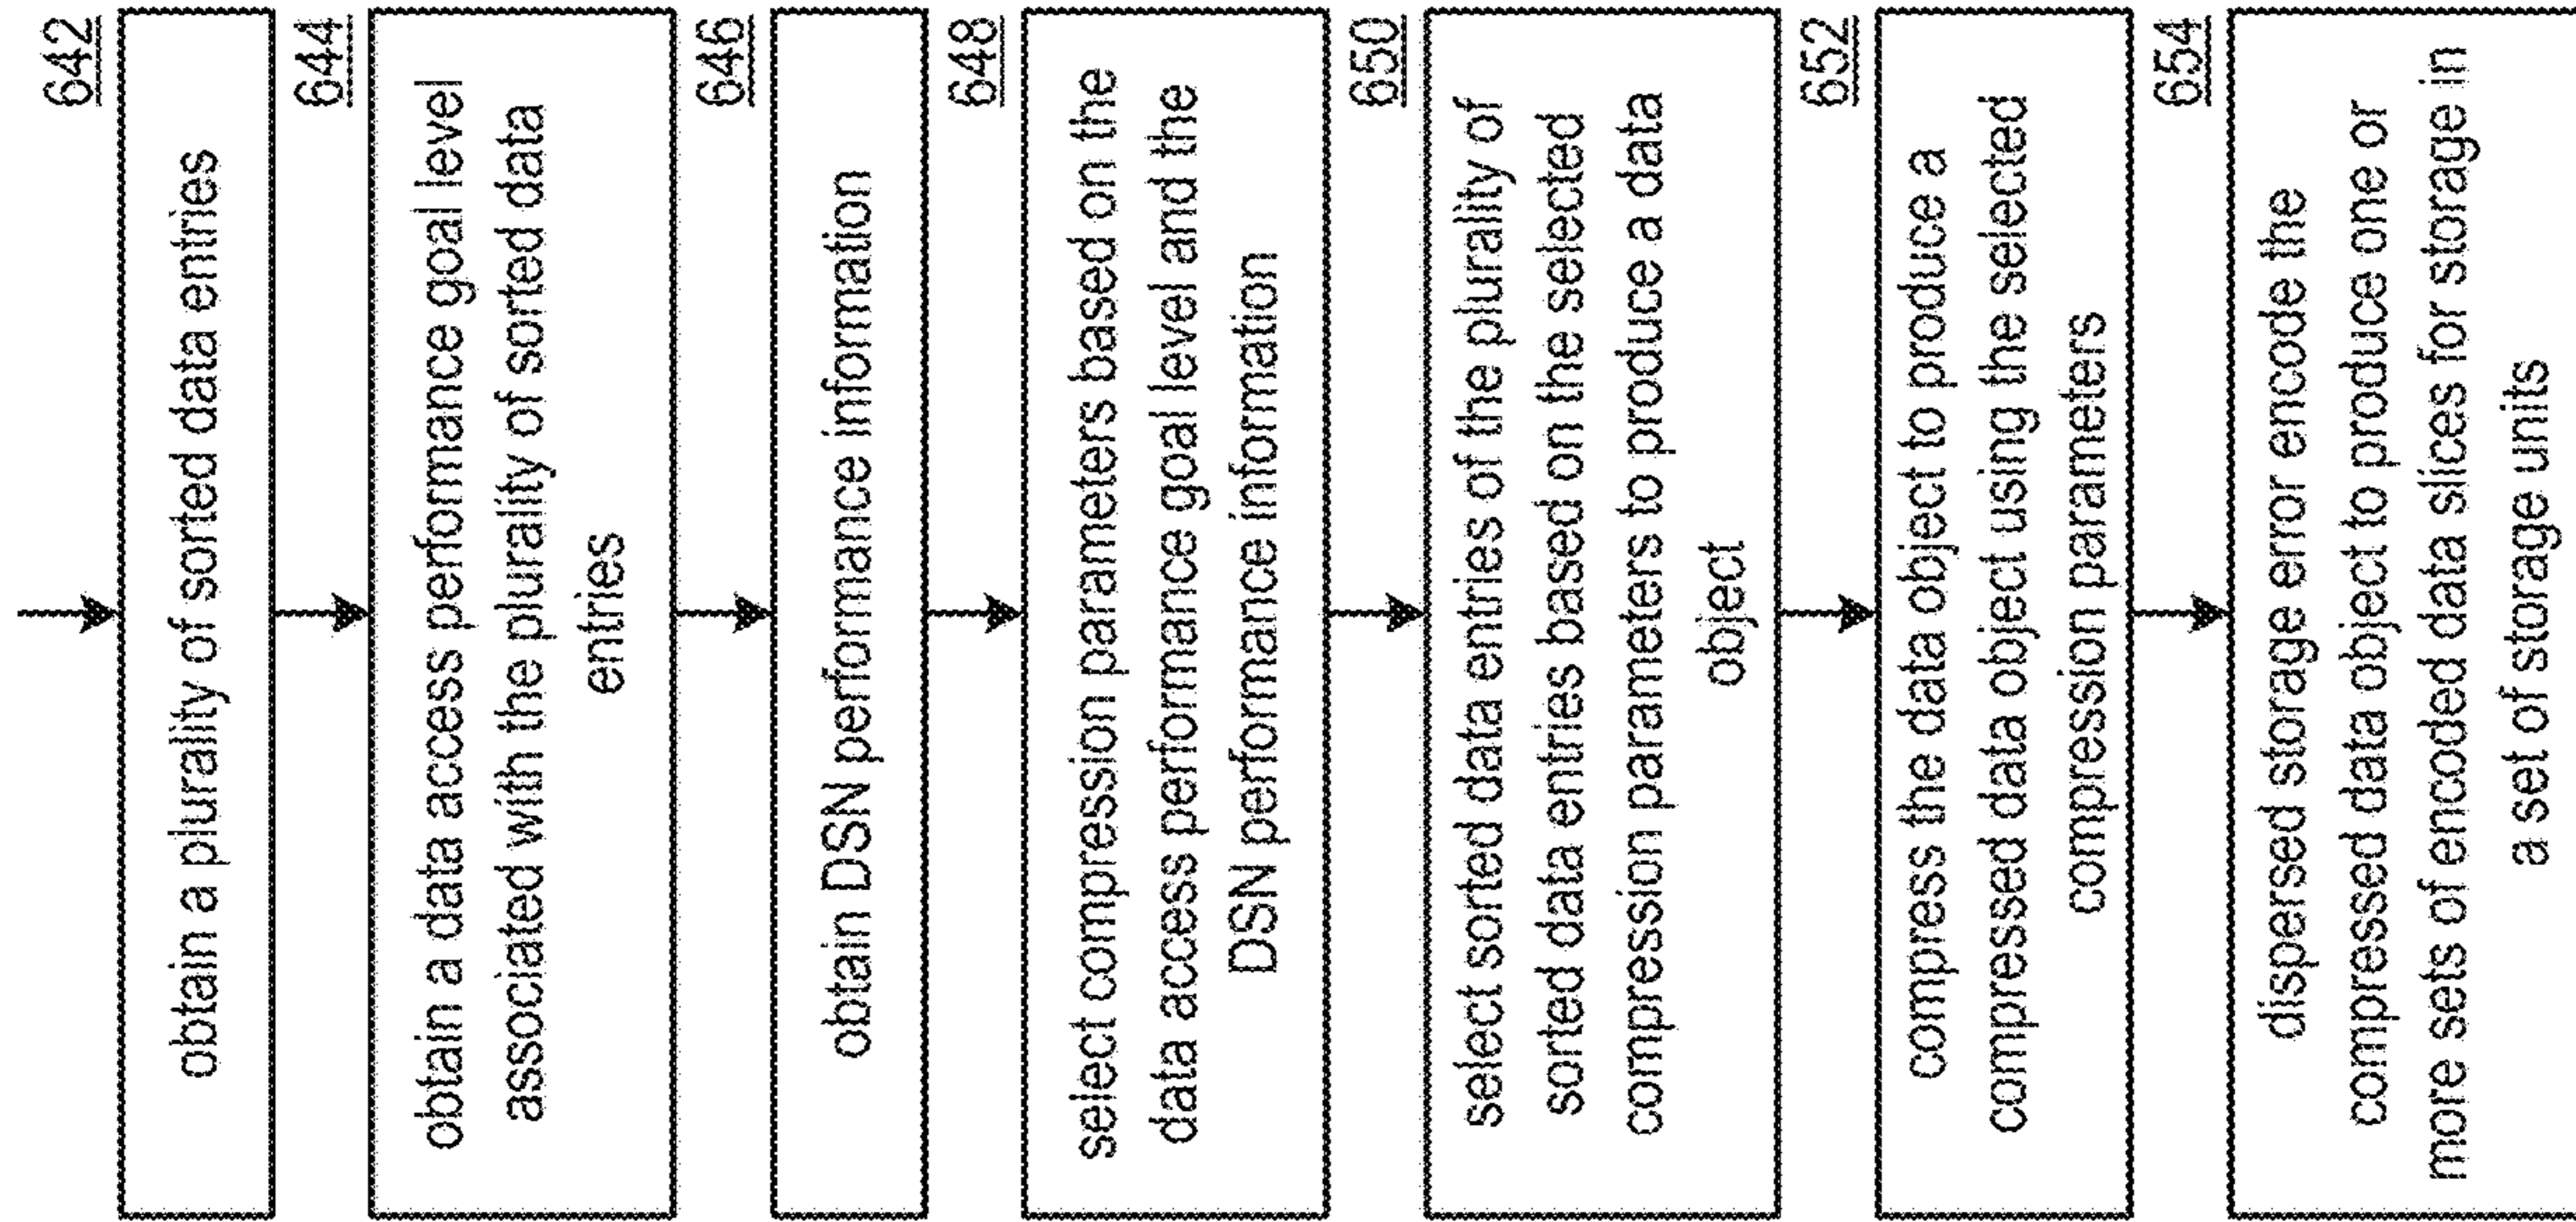 642
obtain a plurality of sorted data entries
644
obtain a data access performance goal level
associated with the plurality of sorted data
entries
646
obtain DSN performance information
648
select compression parameters based on the
data access performance goal level and the
DSN performance information
650
select sorted data entries of the plurality of
sorted data entries based on the selected
compression parameters to produce a data
object
652
compress the data object to produce a
compressed data object using the selected
compression parameters
654
dispersed storage error encode the
compressed data object to produce one or
more sets of encoded data slices for storage in
a set of storage units